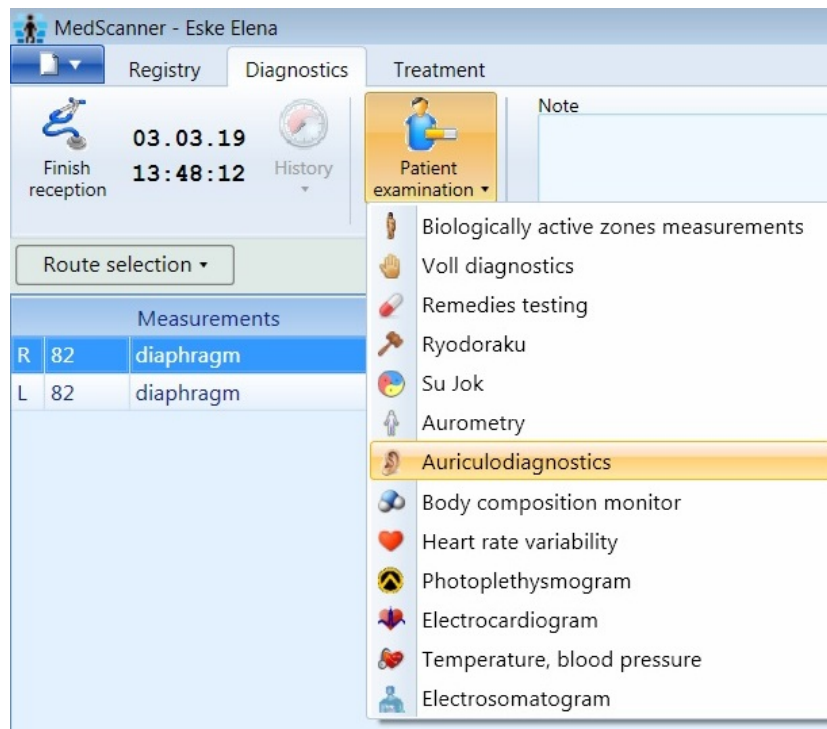 MedScanner - Eske Elena
Registry Diagnostics Treatment
Finish reception
03.03.19
13:48:12
History
Patient examination
Note
Biologically active zones measurements
Voll diagnostics
Remedies testing
Ryodoraku
Su Jok
Aurometry
Auriculodiagnostics
Body composition monitor
Heart rate variability
Photoplethysmogram
Electrocardiogram
Temperature, blood pressure
Electrosomatogram
Route selection
Measurements
R 82 diaphragm
L 82 diaphragm